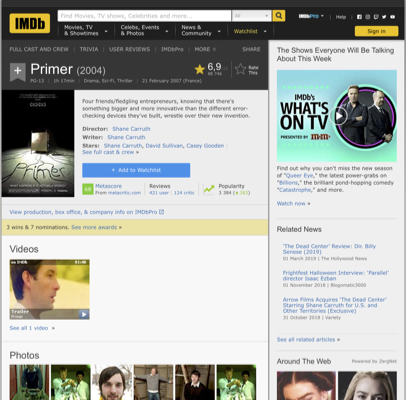 IMDb
Find Movies, TV shows, Celebrities and more...
All
Movies, TV & Showtimes
Celebs, Events & Photos
News & Community
Watchlist
IMDbPro
Help
Sign in
FULL CAST AND CREW | TRIVIA | USER REVIEWS | IMDbPro | MORE
SHARE
Primer (2004)
PG-13 | 1h 17min | Drama, Sci-Fi, Thriller | 21 February 2007 (France)
6,9
Rate This
Primer
Four friends/fledgling entrepreneurs, knowing that there's
something bigger and more innovative than the different error-
checking devices they've built, wrestle over their new invention.
Director: Shane Carruth
Writer: Shane Carruth
Stars: Shane Carruth, David Sullivan, Casey Gooden
See full cast & crew »
+ Add to Watchlist
Metascore
From metacritic.com
Reviews
421 user | 124 critic
Popularity
View production, box office, & company info on IMDbPro
3 wins & 7 nominations. See more awards »
Videos
Trailer
See all 1 video »
Photos
The Shows Everyone Will Be Talking
About This Week
IMDb's
WHAT'S
ON TV
PRESENTED BY M&M'S
Find out why you can't miss the new season
of "Queer Eye," the latest power-grabs on
"Billions," the brilliant pond-hopping comedy
"Catastrophe," and more.
Watch now »
Related News
'The Dead Center' Review: Dir. Billy
Senese (2019)
01 March 2019 | The Hollywood News
Frightfest Halloween Interview: 'Parallel'
director Isaac Ezban
01 November 2018 | Blogomatic3000
Arrow Films Acquires 'The Dead Center'
Starring Shane Carruth for U.S. and
Other Territories (Exclusive)
31 October 2018 | Variety
See all related articles »
Around The Web
Powered by ZergNet